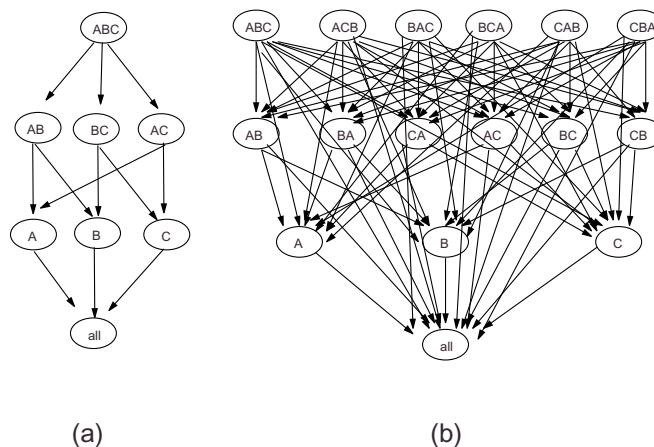 ABC
AB BC AC
A B C
all
(a)
ABC ACB BAC BCA CAB CBA
AB BA CA AC BC CB
A B C
all
(b)